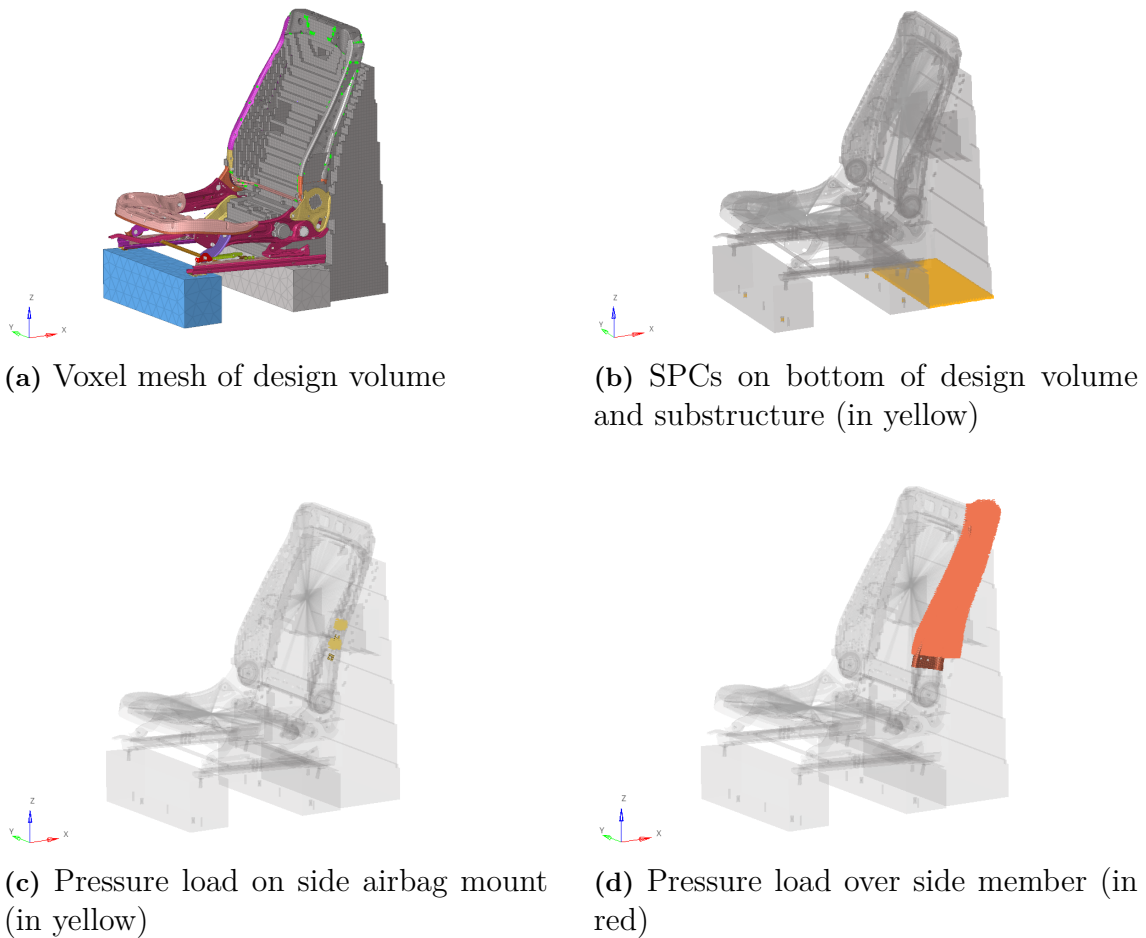 Z
Y
X
Z
Y
X
(a) Voxel mesh of design volume
(b) SPCs on bottom of design volume
and substructure (in yellow)
Z
Y
X
Z
Y
X
(c) Pressure load on side airbag mount
(in yellow)
(d) Pressure load over side member (in
red)